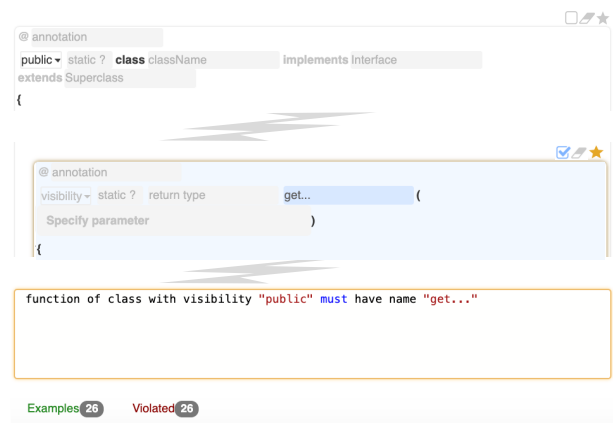 @ annotation
public static ? class className implements Interface
extends Superclass
{
@ annotation
visibility static ? return type get... (
Specify parameter )
{
function of class with visibility "public" must have name "get..."
Examples 26 Violated 26